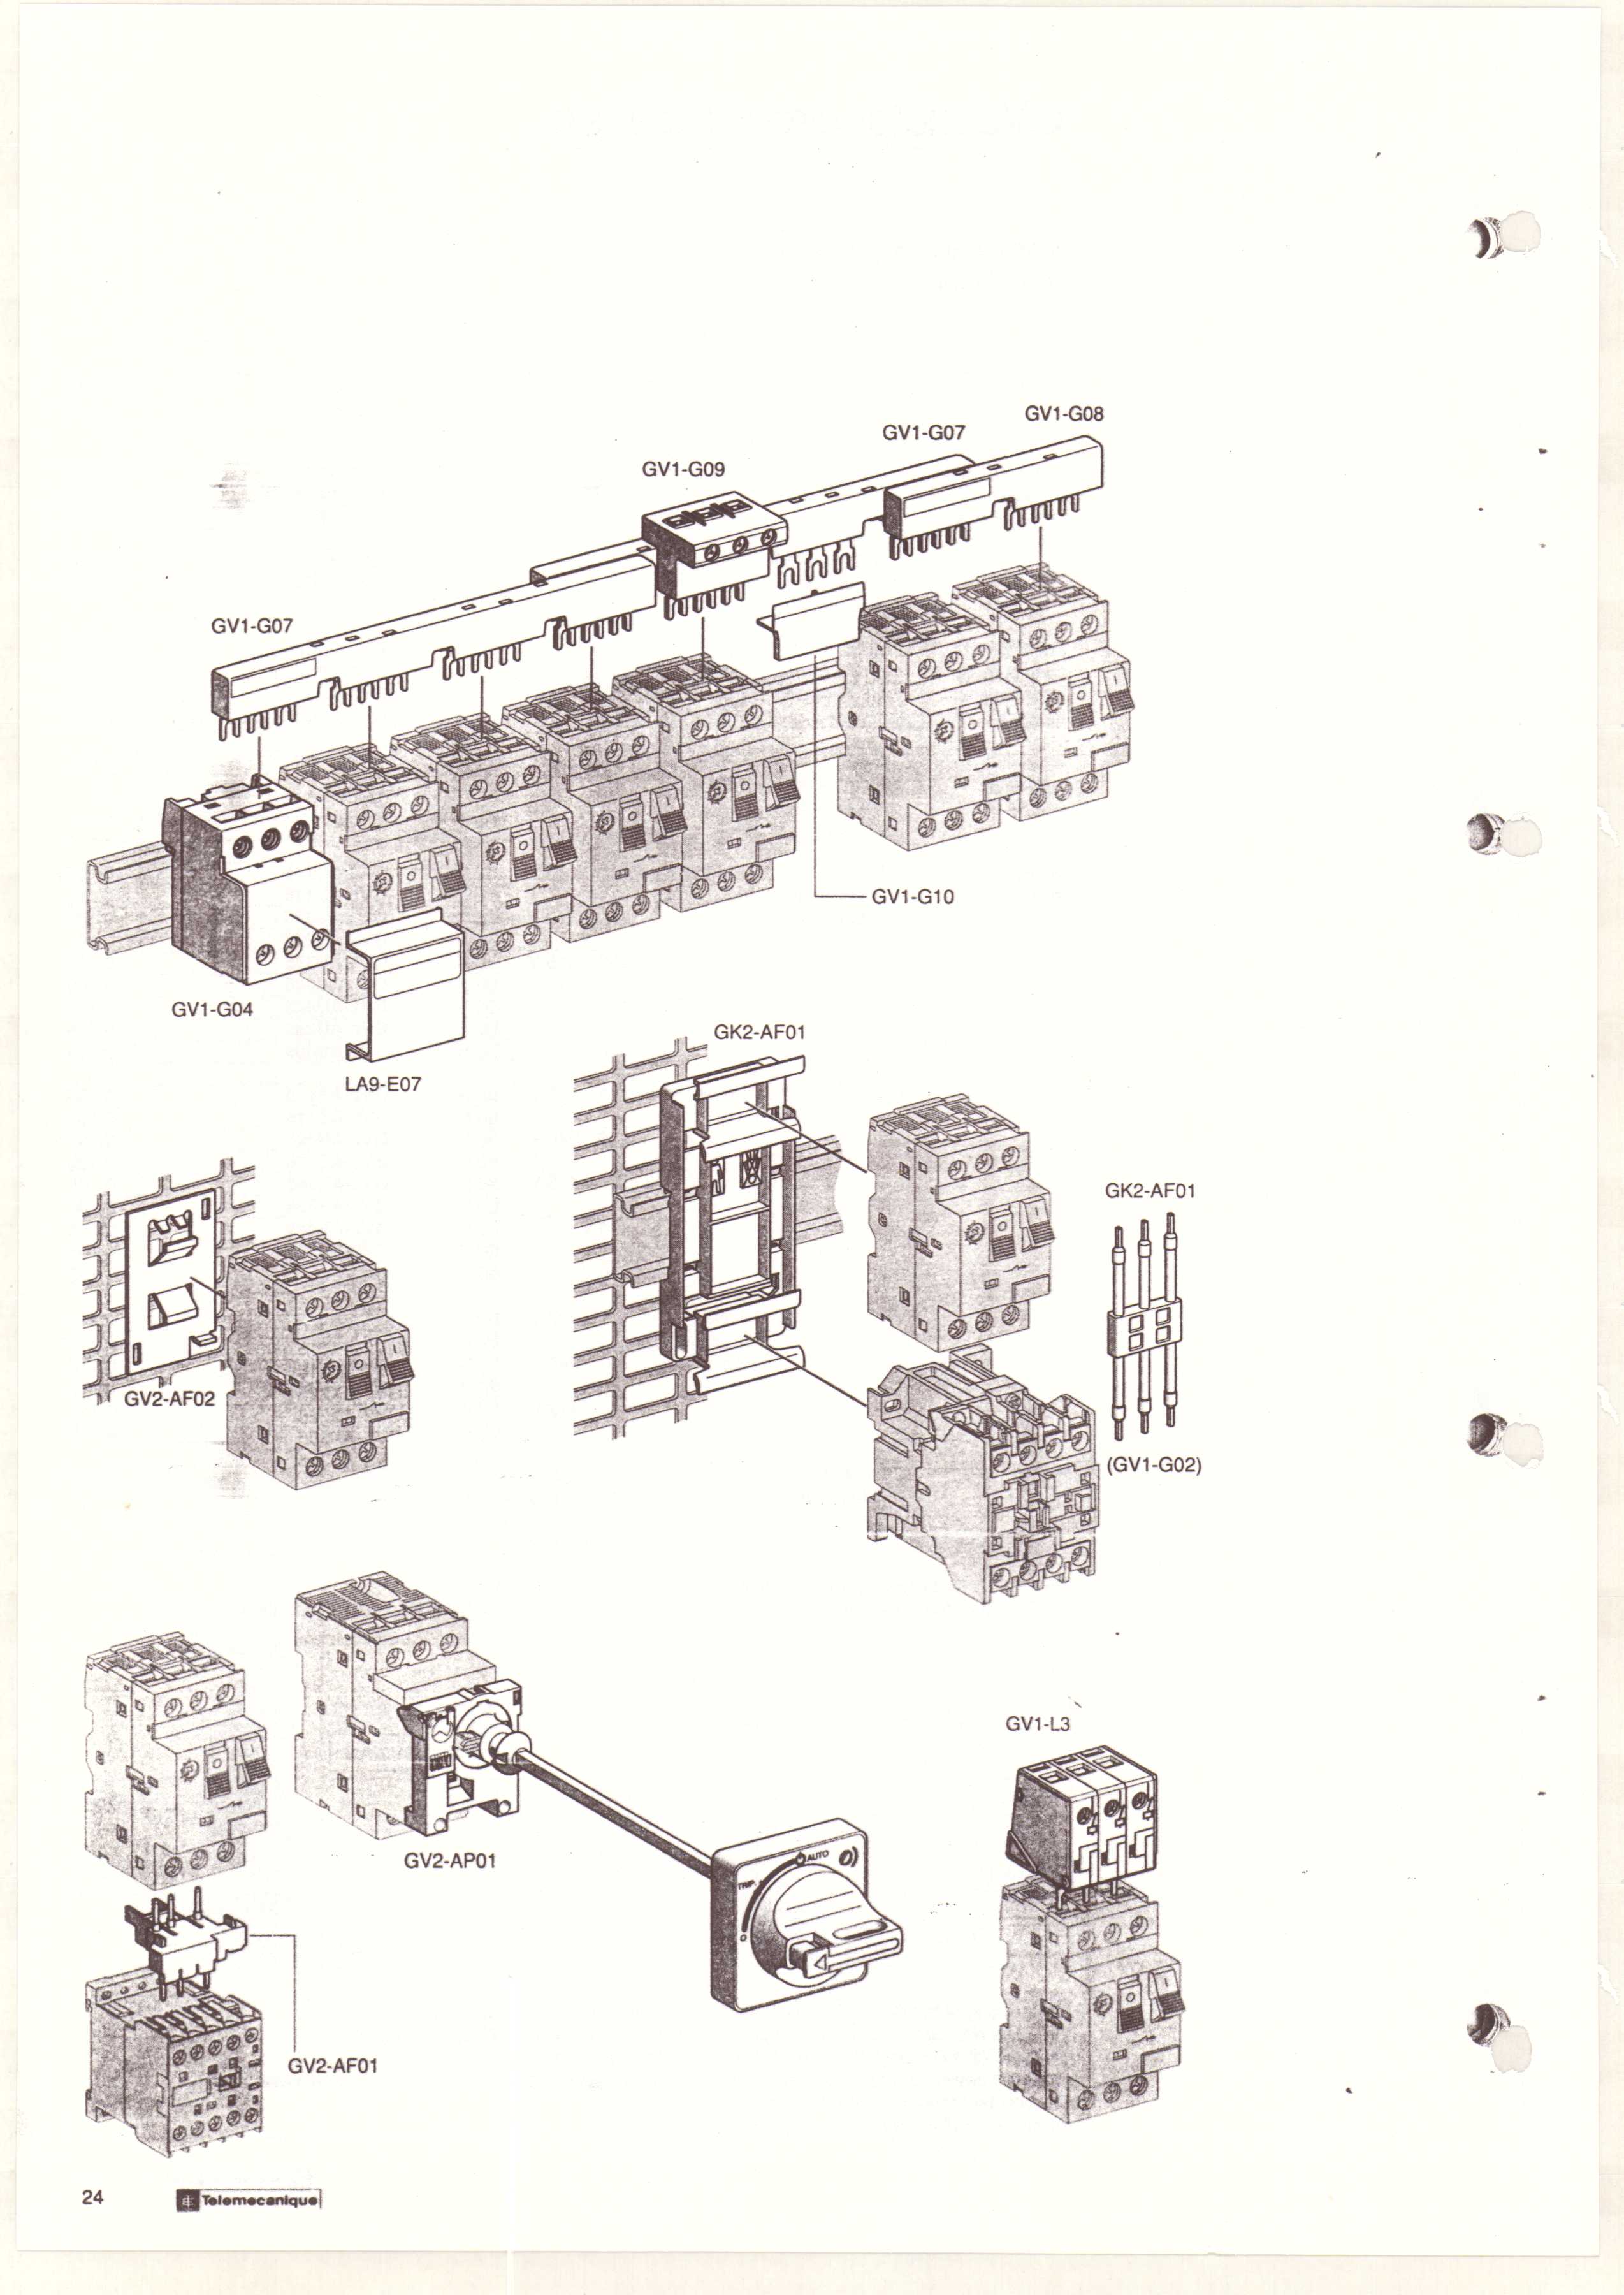 GV1-G08
GV1-G07
GV1-G09
GV1-G07
GV1-G10
GV1-G04
LA9-E07
GK2-AF01
GK2-AF01
GV2-AF02
(GV1-G02)
GV1-L3
GV2-AP01
AUTO
TRIP
GV2-AF01
24
Telemecanique